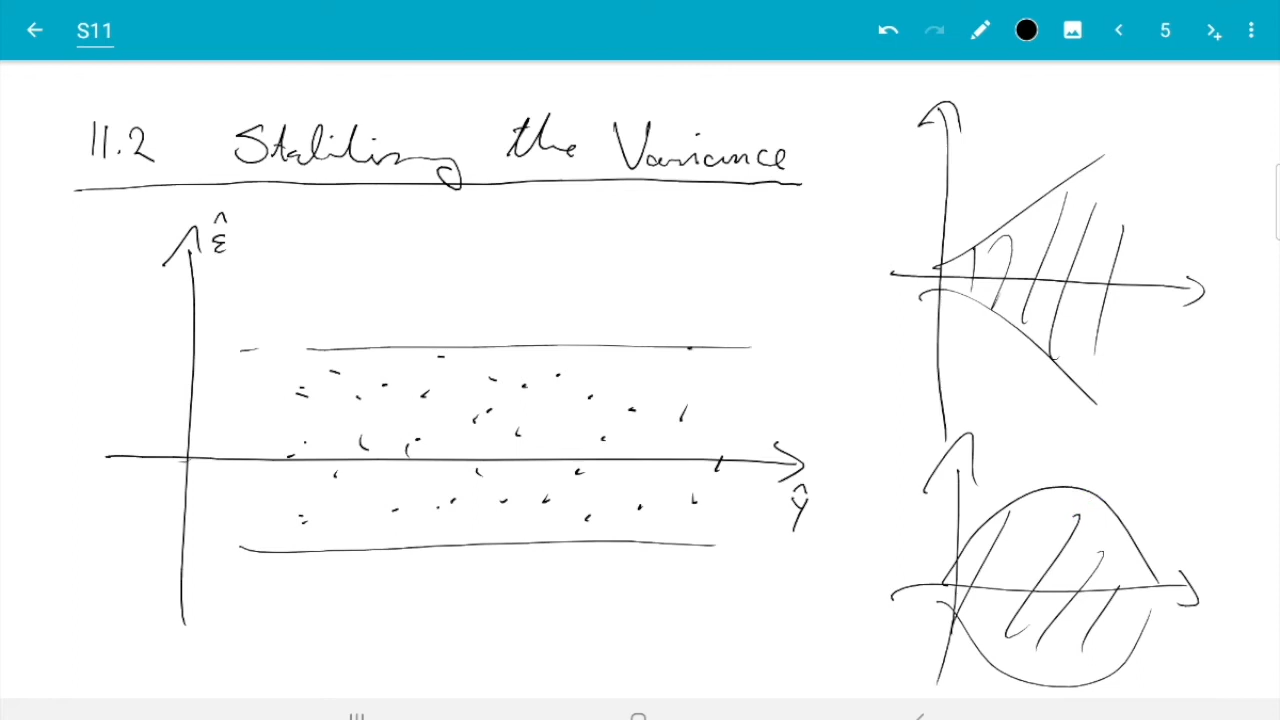 S11
5
11.2 Stabilising the Variance
ε̂
Ŷ